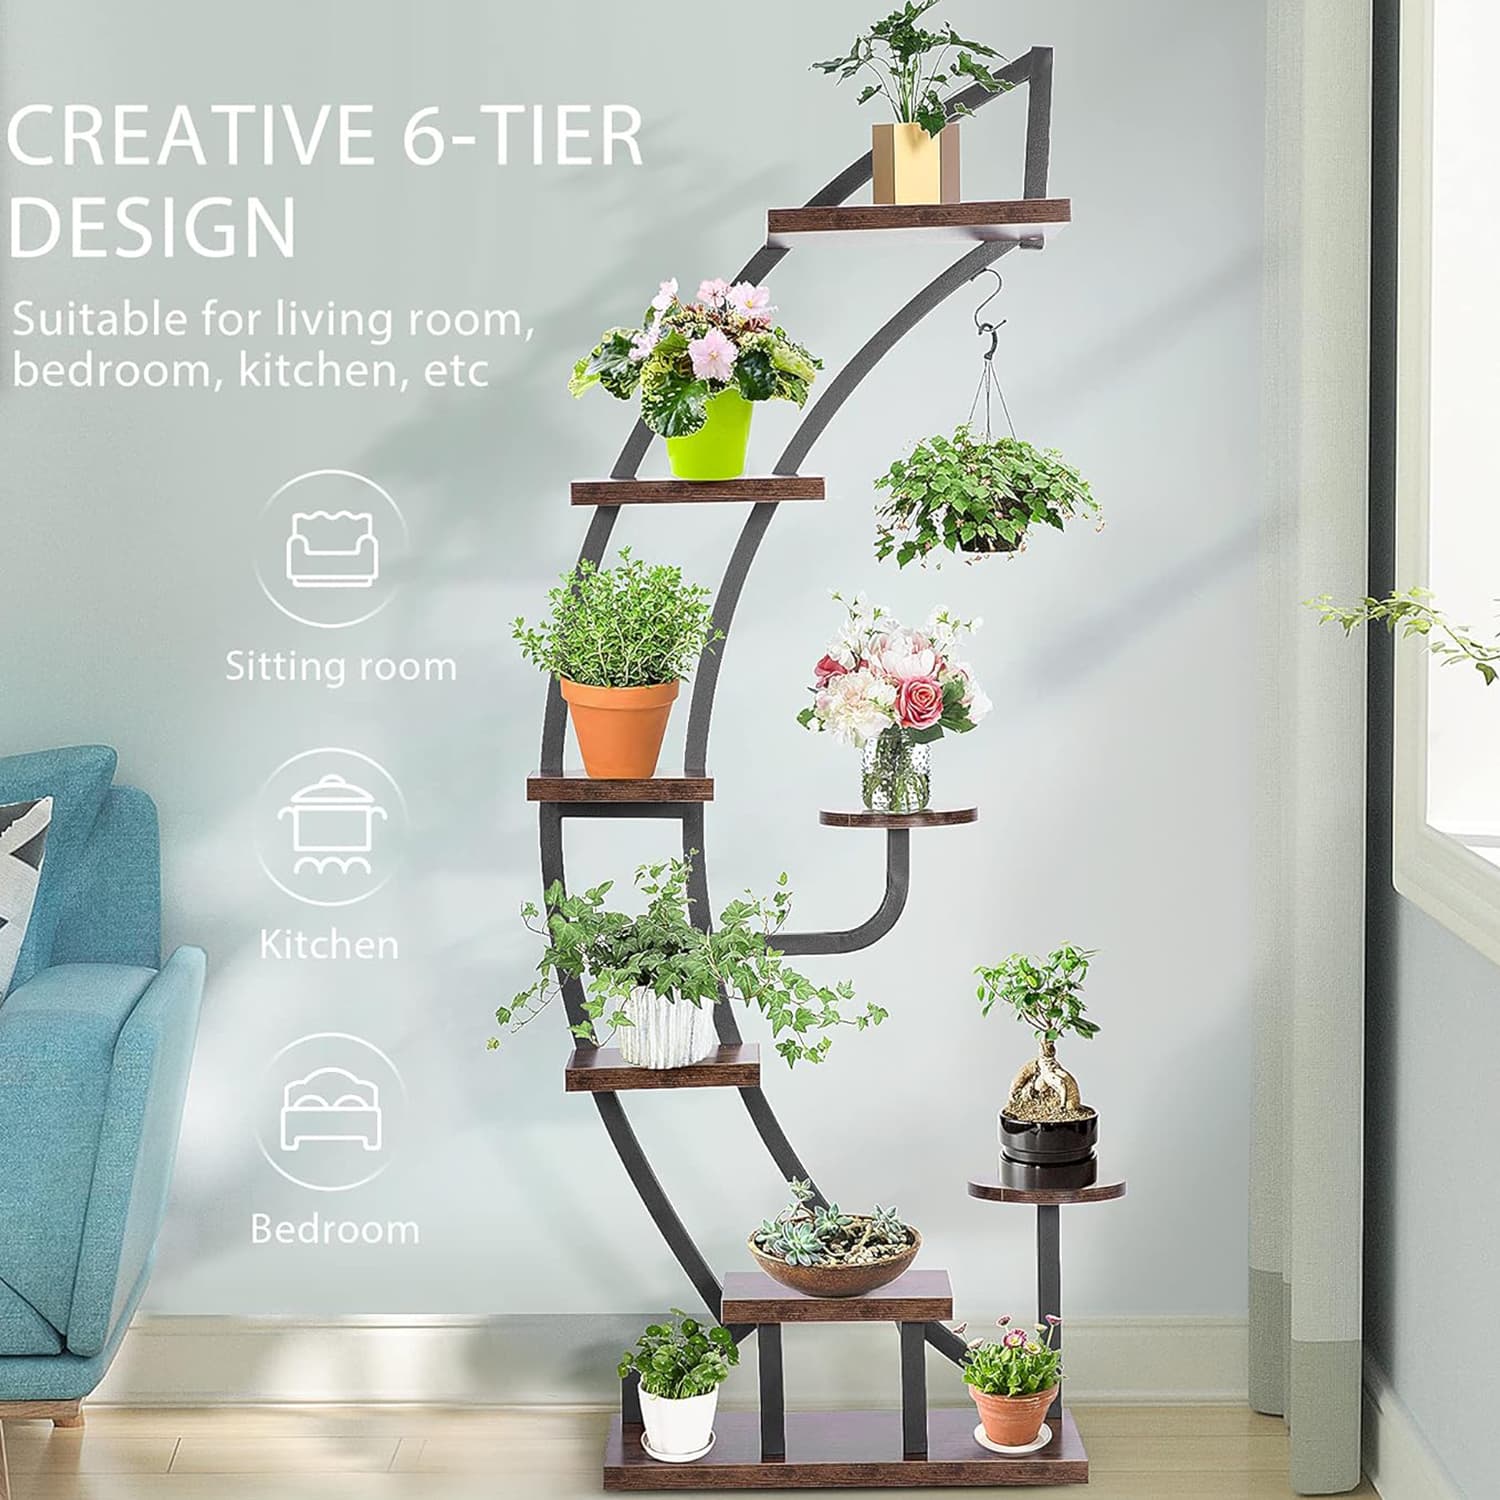 CREATIVE 6-TIER
DESIGN
Suitable for living room,
bedroom, kitchen, etc
Sitting room
Kitchen
Bedroom